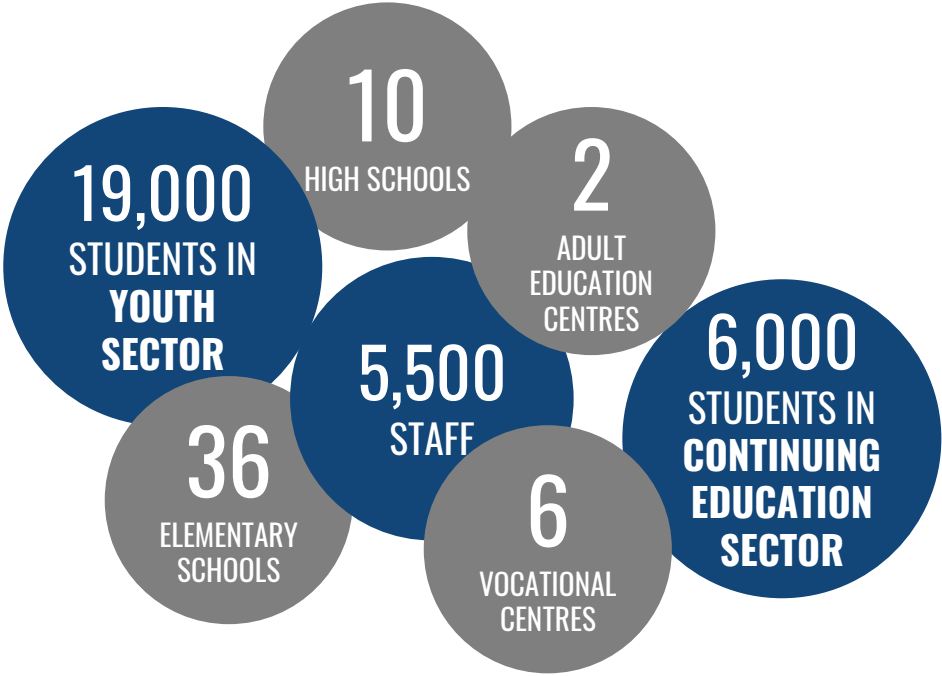 10
HIGH SCHOOLS
19,000
STUDENTS IN
YOUTH
SECTOR
2
ADULT
EDUCATION
CENTRES
5,500
STAFF
6,000
STUDENTS IN
CONTINUING
EDUCATION
SECTOR
36
ELEMENTARY
SCHOOLS
6
VOCATIONAL
CENTRES